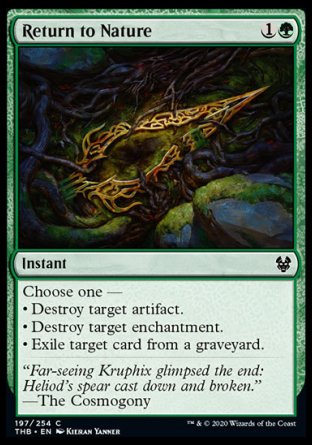 Return to Nature 1
Instant
Choose one —
• Destroy target artifact.
• Destroy target enchantment.
• Exile target card from a graveyard.
“Far-seeing Kruphix glimpsed the end:
Heliod’s spear cast down and broken.”
—The Cosmogony
197/254 C
THB • EN Kieran Yanner
™ & © 2020 Wizards of the Coast